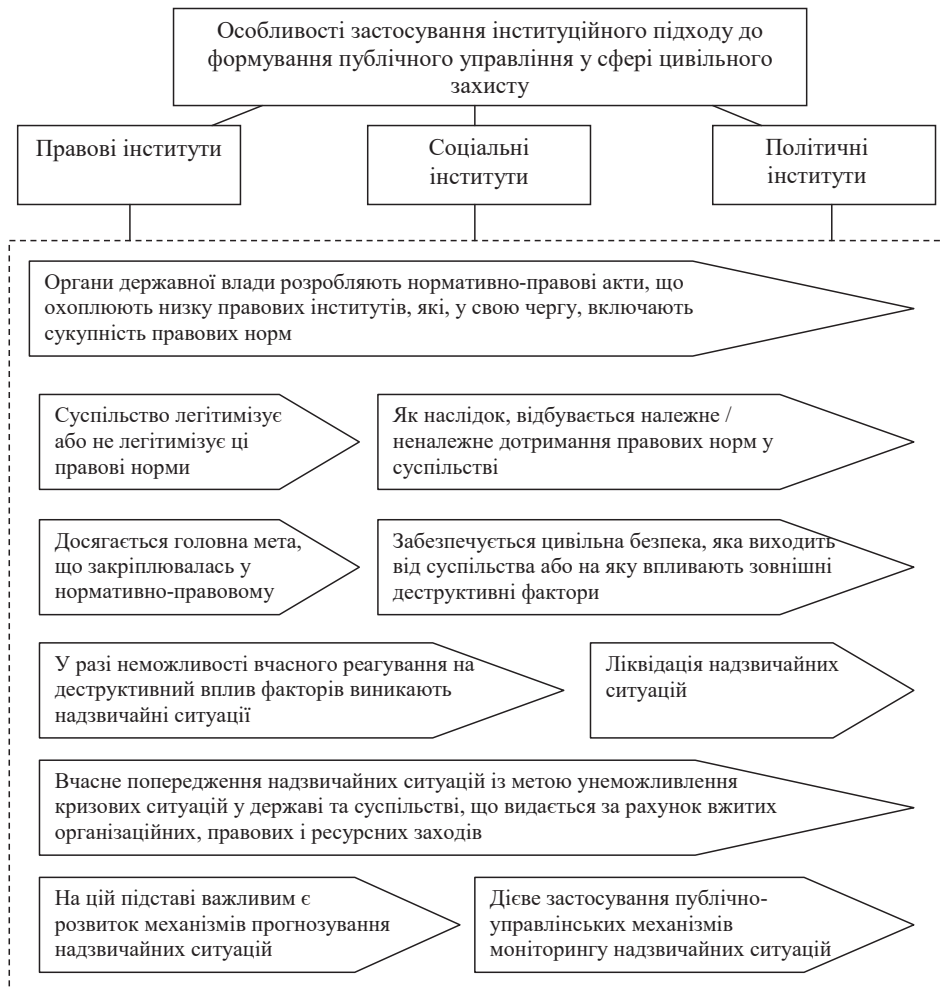 Особливості застосування інституційного підходу до
формування публічного управління у сфері цивільного
захисту
Правові інститути
Соціальні
інститути
Політичні
інститути
Органи державної влади розробляють нормативно-правові акти, що
охоплюють низку правових інститутів, які, у свою чергу, включають
сукупність правових норм
Суспільство легітимізує
або не легітимізує ці
правові норми
Як наслідок, відбувається належне /
неналежне дотримання правових норм у
суспільстві
Досягається головна мета,
що закріплювалась у
нормативно-правовому
Забезпечується цивільна безпека, яка виходить
від суспільства або на яку впливають зовнішні
деструктивні фактори
У разі неможливості вчасного реагування на
деструктивний вплив факторів виникають
надзвичайні ситуації
Ліквідація надзвичайних
ситуацій
Вчасне попередження надзвичайних ситуацій із метою унеможливлення
кризових ситуацій у державі та суспільстві, що видається за рахунок вжитих
організаційних, правових і ресурсних заходів
На цій підставі важливим є
розвиток механізмів прогнозування
надзвичайних ситуацій
Дієве застосування публічно-
управлінських механізмів
моніторингу надзвичайних ситуацій